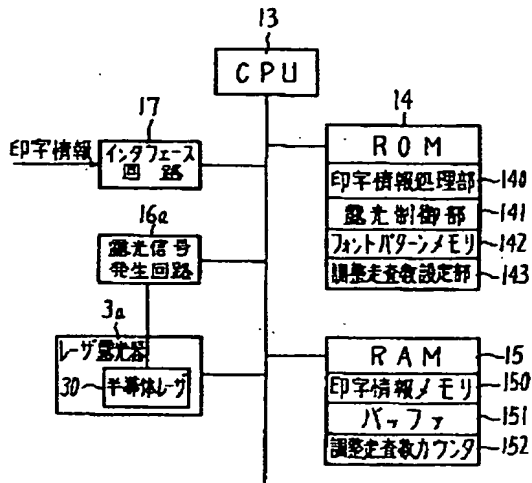 13
CPU
17
印字情報
インタフェース
回路
14
ROM
印字情報処理部
140
露光制御部
141
フォントパターンメモリ
142
調整走査数設定部
143
16a
露光信号
発生回路
3a
レーザ露光器
30
半導体レーザ
15
RAM
印字情報メモリ
150
バッファ
151
調整走査数カウンタ
152